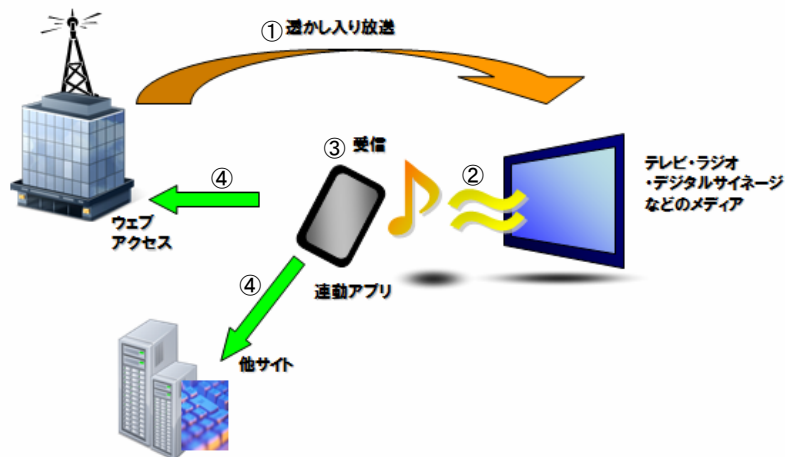 ①透かし入り放送
③ 受信
②
テレビ・ラジオ
・デジタルサイネージ
などのメディア
④
ウェブ
アクセス
④
連動アプリ
他サイト